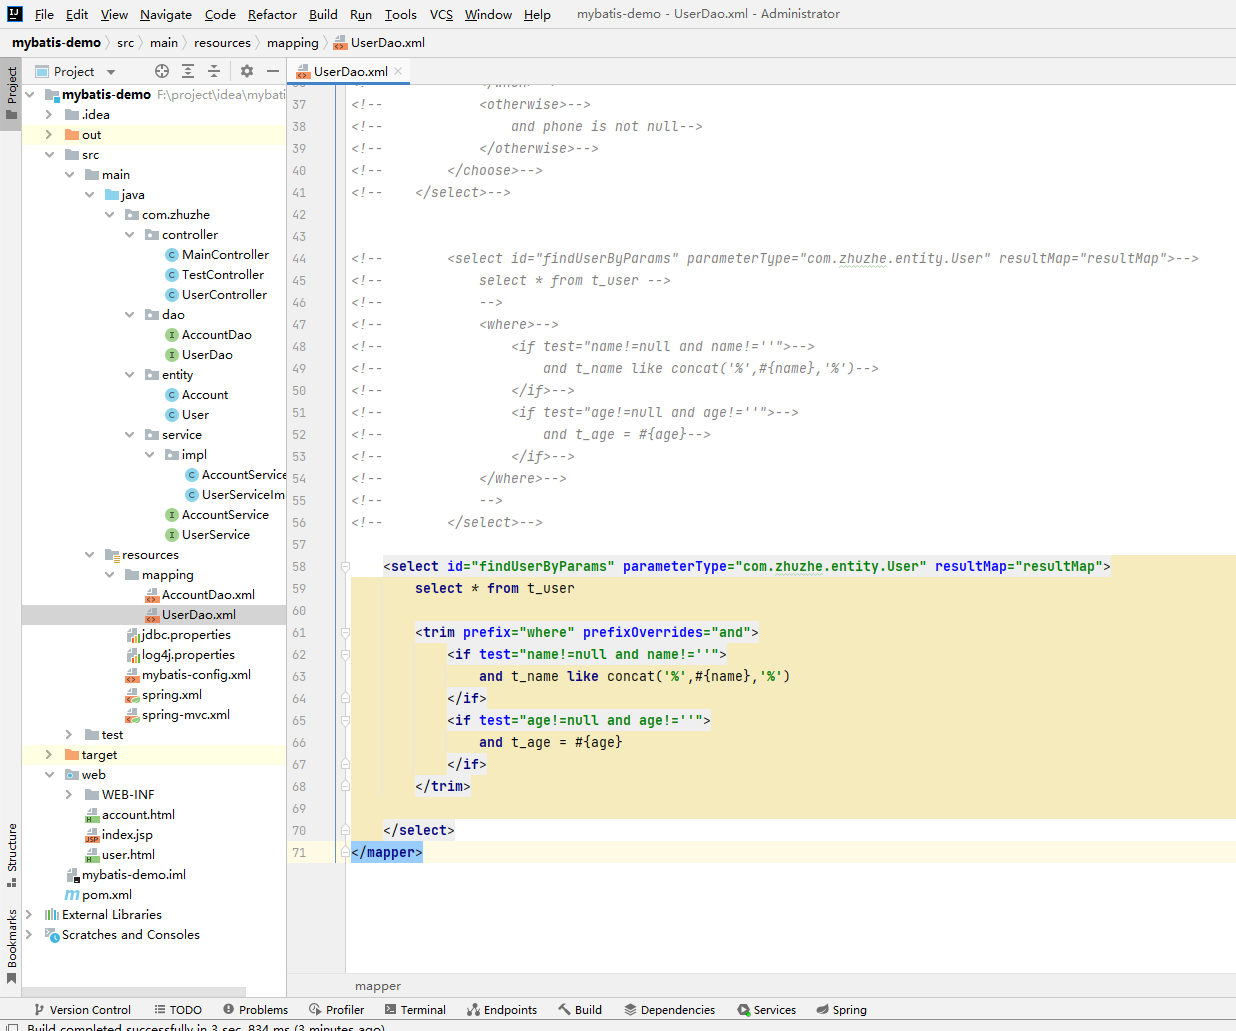 File Edit View Navigate Code Refactor Build Run Tools VCS Window Help mybatis-demo - UserDao.xml - Administrator
mybatis-demo src main resources mapping UserDao.xml
Project
UserDao.xml
Project
mybatis-demo F:\project\idea\mybati
.idea
out
src
main
java
com.zhuzhe
controller
MainController
TestController
UserController
dao
AccountDao
UserDao
entity
Account
User
service
impl
AccountService
UserServiceIm
AccountService
UserService
resources
mapping
AccountDao.xml
UserDao.xml
jdbc.properties
log4j.properties
mybatis-config.xml
spring.xml
spring-mvc.xml
test
target
web
WEB-INF
account.html
index.jsp
user.html
mybatis-demo.iml
pom.xml
External Libraries
Scratches and Consoles
Structure
Bookmarks
37 <!-- <otherwise>-->
38 <!-- and phone is not null-->
39 <!-- </otherwise>-->
40 <!-- </choose>-->
41 <!-- </select>-->
42
43
44 <!-- <select id="findUserByParams" parameterType="com.zhuzhe.entity.User" resultMap="resultMap">-->
45 <!-- select * from t_user -->
46 <!-- -->
47 <!-- <where>-->
48 <!-- <if test="name!=null and name!=''">-->
49 <!-- and t_name like concat('%',#{name},'%')-->
50 <!-- </if>-->
51 <!-- <if test="age!=null and age!=''">-->
52 <!-- and t_age = #{age}-->
53 <!-- </if>-->
54 <!-- </where>-->
55 <!-- -->
56 <!-- </select>-->
57
58 <select id="findUserByParams" parameterType="com.zhuzhe.entity.User" resultMap="resultMap">
59 select * from t_user
60
61 <trim prefix="where" prefixOverrides="and">
62 <if test="name!=null and name!=''">
63 and t_name like concat('%',#{name},'%')
64 </if>
65 <if test="age!=null and age!=''">
66 and t_age = #{age}
67 </if>
68 </trim>
69
70 </select>
71 </mapper>
mapper
Version Control TODO Problems Profiler Terminal Endpoints Build Dependencies Services Spring
Build completed successfully in 3 sec, 834 ms (3 minutes ago)